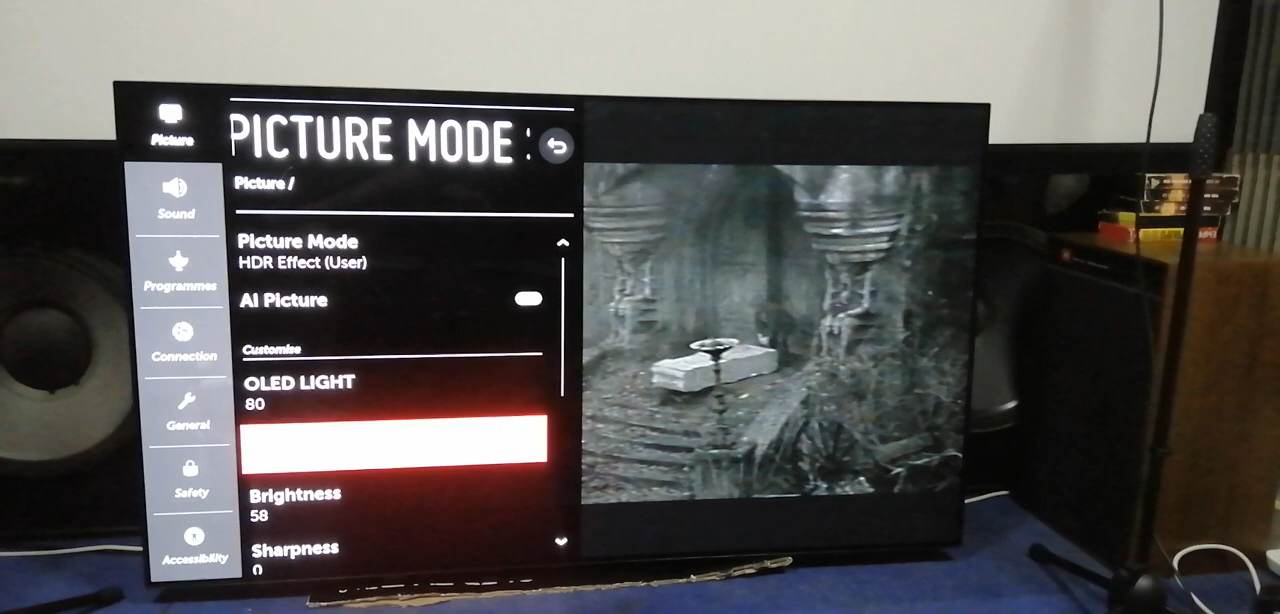 Picture
Sound
Programmes
Connection
General
Safety
Accessibility
PICTURE MODE :
Picture /
Picture Mode
HDR Effect (User)
AI Picture
Customise
OLED LIGHT
80
Brightness
58
Sharpness
0